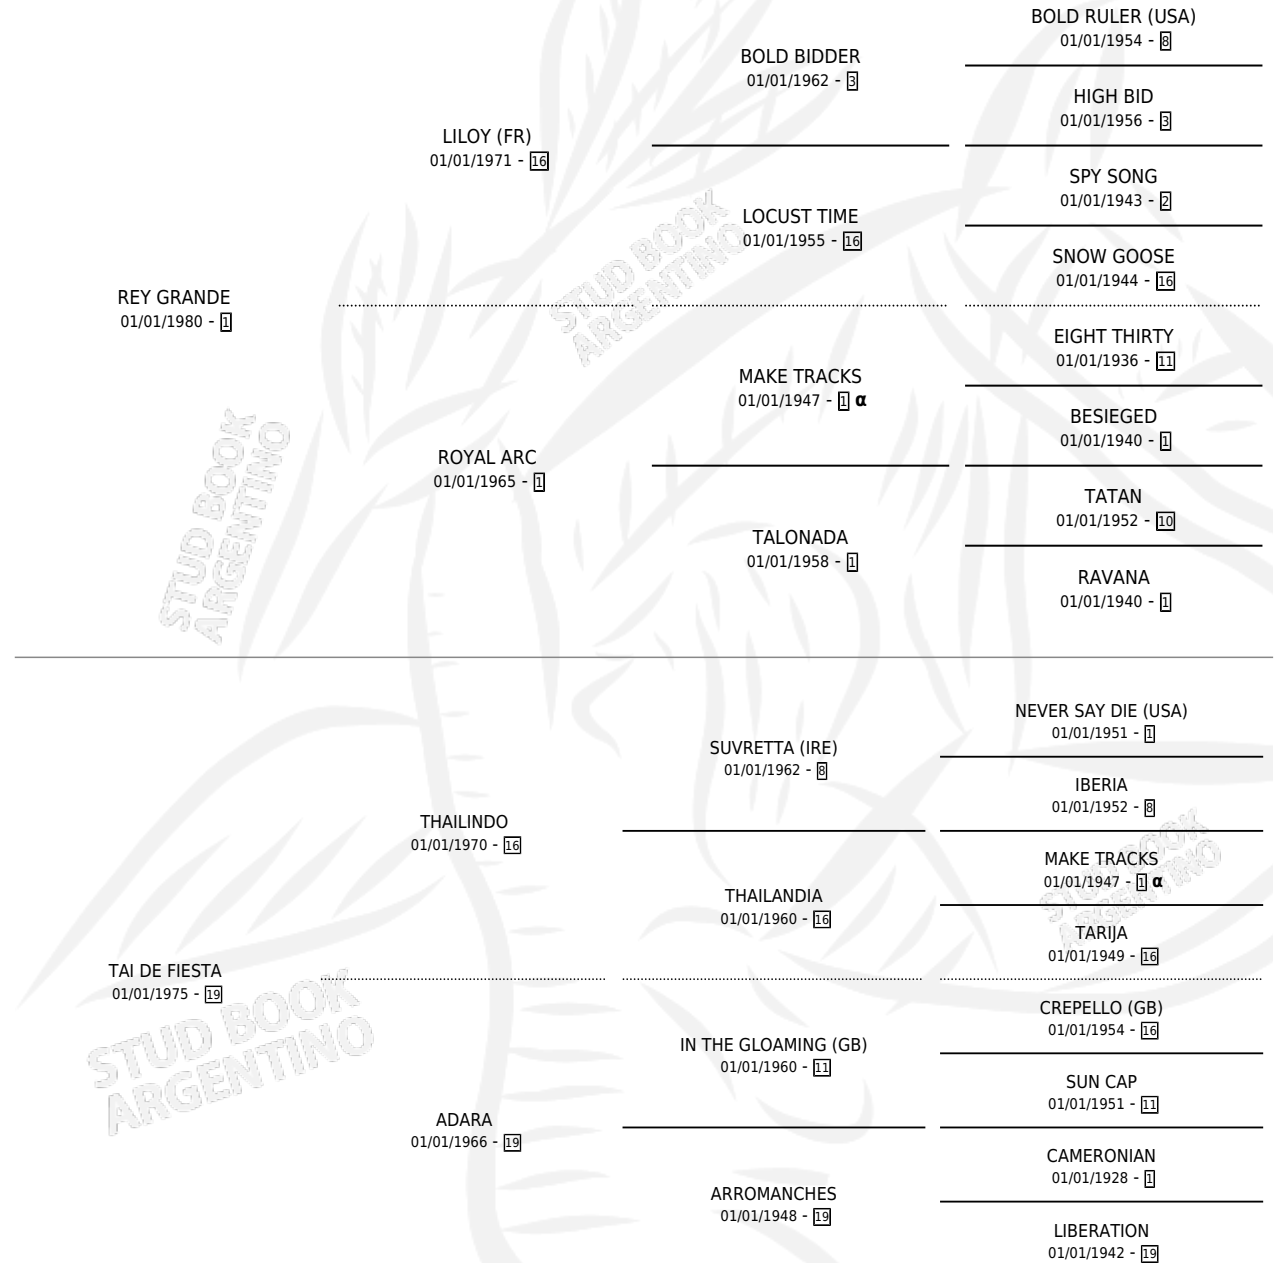 BOLD RULER (USA)
01/01/1954 - 8
BOLD BIDDER
01/01/1962 - 3
HIGH BID
01/01/1956 - 3
LILOY (FR)
01/01/1971 - 16
SPY SONG
01/01/1943 - 2
LOCUST TIME
01/01/1955 - 16
SNOW GOOSE
01/01/1944 - 16
REY GRANDE
01/01/1980 - 1
EIGHT THIRTY
01/01/1936 - 11
MAKE TRACKS
01/01/1947 - 1 α
BESIEGED
01/01/1940 - 1
ROYAL ARC
01/01/1965 - 1
TATAN
01/01/1952 - 10
TALONADA
01/01/1958 - 1
RAVANA
01/01/1940 - 1
STUD BOOK
ARGENTINO
STUD BOOK
ARGENTINO
NEVER SAY DIE (USA)
01/01/1951 - 1
SUVRETTA (IRE)
01/01/1962 - 8
IBERIA
01/01/1952 - 8
THAILINDO
01/01/1970 - 16
MAKE TRACKS
01/01/1947 - 1 α
THAILANDIA
01/01/1960 - 16
TARIJA
01/01/1949 - 16
STUD BOOK
ARGENTINO
TAI DE FIESTA
01/01/1975 - 19
CREPELLO (GB)
01/01/1954 - 16
IN THE GLOAMING (GB)
01/01/1960 - 11
SUN CAP
01/01/1951 - 11
ADARA
01/01/1966 - 19
CAMERONIAN
01/01/1928 - 1
ARROMANCHES
01/01/1948 - 19
LIBERATION
01/01/1942 - 19
STUD BOOK
ARGENTINO